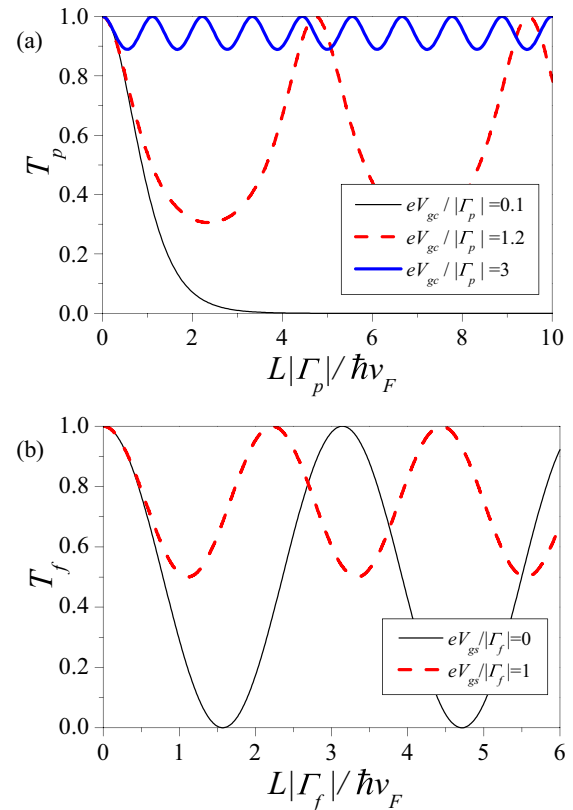 (a)
T_p
1.0
0.8
0.6
0.4
0.2
0.0
eV_gc / |Γ_p| =0.1
eV_gc / |Γ_p| =1.2
eV_gc / |Γ_p| =3
0 2 4 6 8 10
L|Γ_p| / ħv_F
(b)
T_f
1.0
0.8
0.6
0.4
0.2
0.0
eV_gs/|Γ_f|=0
eV_gs/|Γ_f|=1
0 1 2 3 4 5 6
L|Γ_f| / ħv_F